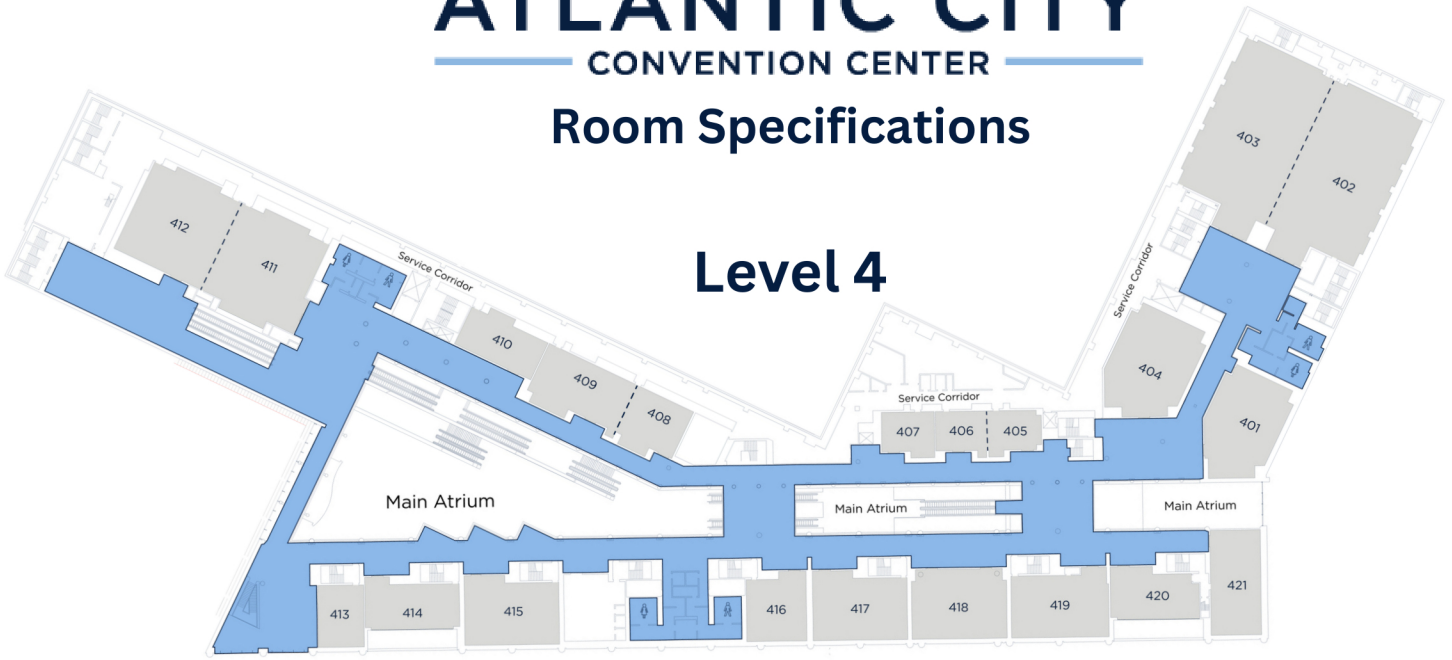 ATLANTIC CITY
CONVENTION CENTER
Room Specifications
Level 4
403
402
412
411
Service Corridor
Service Corridor
410
409
408
404
401
Service Corridor
407
406
405
Main Atrium
Main Atrium
Main Atrium
413
414
415
416
417
418
419
420
421